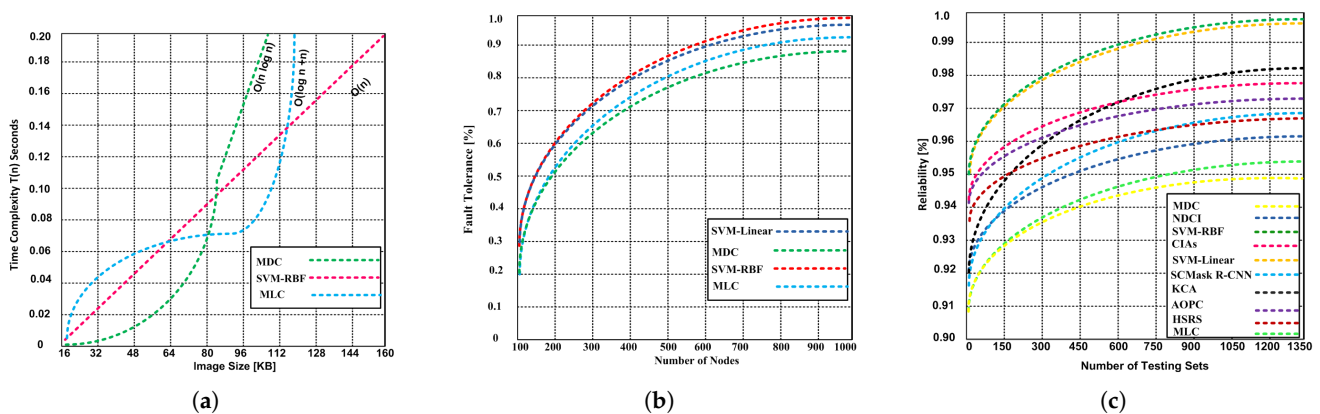 Time Complexity T(n) Seconds
0.20
0.18
0.16
0.14
0.12
0.10
0.08
0.06
0.04
0.02
0
16 32 48 64 80 96 112 128 144 160
Image Size [KB]
O(n log n)
O(log n +n)
O(n)
MDC
SVM-RBF
MLC
(a)
Fault Tolerance [%]
1.0
0.9
0.8
0.7
0.6
0.5
0.4
0.3
0.2
0
100 200 300 400 500 600 700 800 900 1000
Number of Nodes
SVM-Linear
MDC
SVM-RBF
MLC
(b)
Reliability [%]
1.0
0.99
0.98
0.97
0.96
0.95
0.94
0.93
0.92
0.91
0.90
0 150 300 450 600 750 900 1050 1200 1350
Number of Testing Sets
MDC
NDCI
SVM-RBF
CIAs
SVM-Linear
SCMask R-CNN
KCA
AOPC
HSRS
MLC
(c)